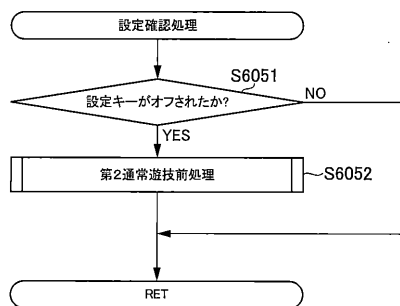 設定確認処理
S6051
設定キーがオフされたか?
NO
YES
第2通常遊技前処理
S6052
RET